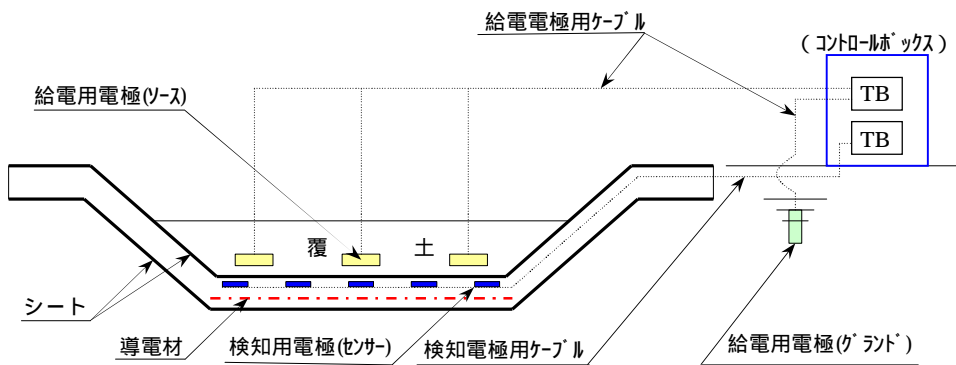 給電電極用ｹｰﾌﾞﾙ
(ｺﾝﾄﾛｰﾙﾎﾞｯｸｽ)
給電用電極(ｿｰｽ)
TB
TB
覆 土
シート
導電材
検知用電極(ｾﾝｻｰ)
検知電極用ｹｰﾌﾞﾙ
給電用電極(ｸﾞﾗﾝﾄﾞ)